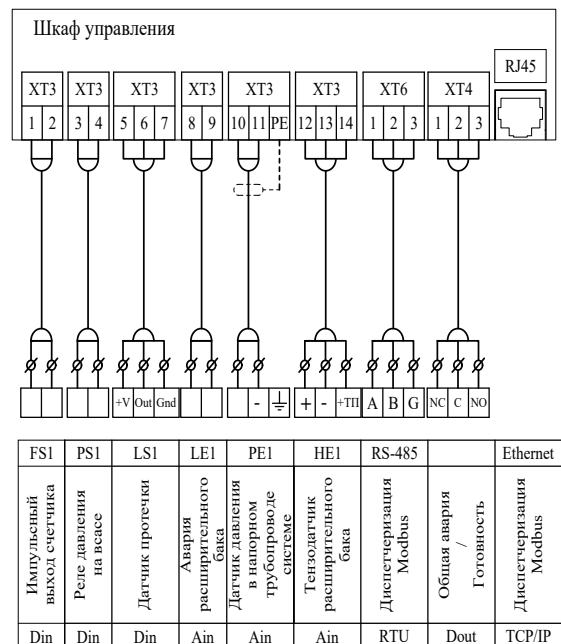 Шкаф управления
RJ45
XT3 XT3 XT3 XT3 XT3 XT3 XT6 XT4
1 2 3 4 5 6 7 8 9 10 11 PE 12 13 14 1 2 3 1 2 3
+V Out Gnd - + - +ТП A B G NC C NO
FS1 PS1 LS1 LE1 PE1 HE1 RS-485 Ethernet
Импульсный
выход счетчика
Реле давления
на всасе
Датчик протечки
Авария
расширительного
бака
Датчик давления
в напорном
трубопроводе
системе
Тензодатчик
расширительного
бака
Диспетчеризация
Modbus
Общая авария
/
Готовность
Диспетчеризация
Modbus
Din Din Din Ain Ain Ain RTU Dout TCP/IP